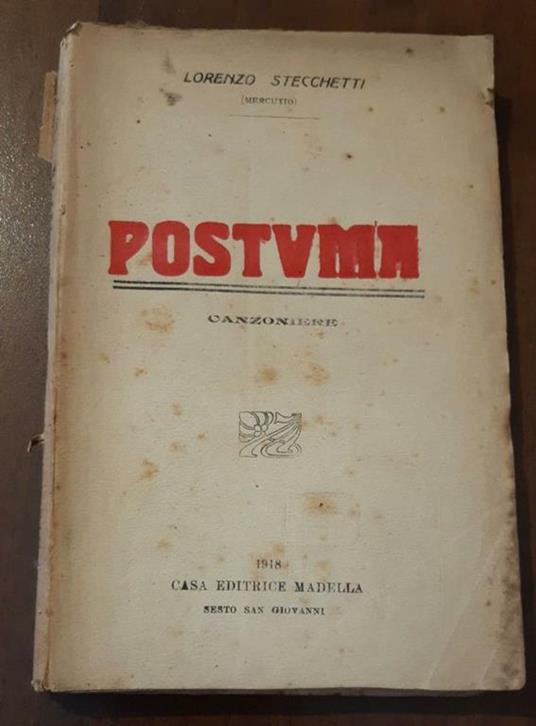 LORENZO STECCHETTI
(MERCUTIO)
POSTVMA
CANZONIERE
1918
CASA EDITRICE MADELLA
SESTO SAN GIOVANNI